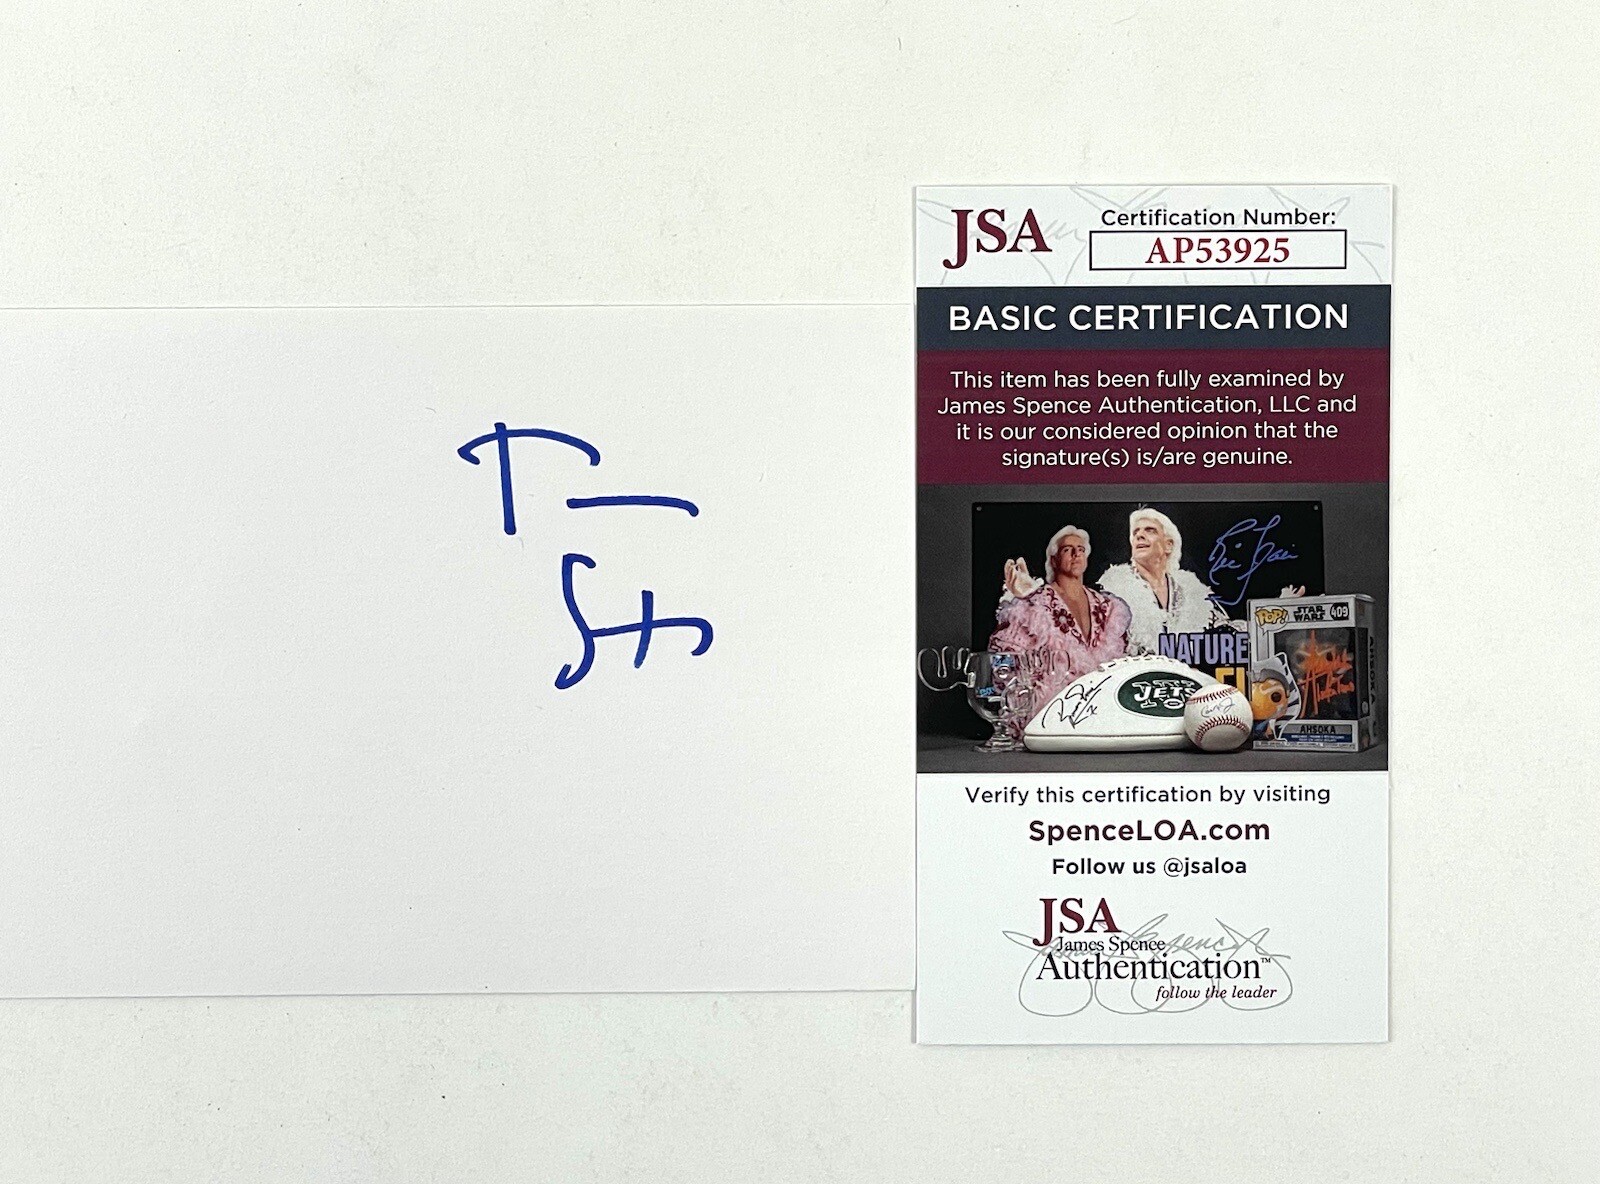 JSA
Certification Number:
AP53925
BASIC CERTIFICATION
This item has been fully examined by
James Spence Authentication, LLC and
it is our considered opinion that the
signature(s) is/are genuine.
NATURE
JETS
POP!
STAR WARS
409
AHSOKA
AHSOKA
Verify this certification by visiting
SpenceLOA.com
Follow us @jsaloa
JSA
James Spence
Authentication™
follow the leader